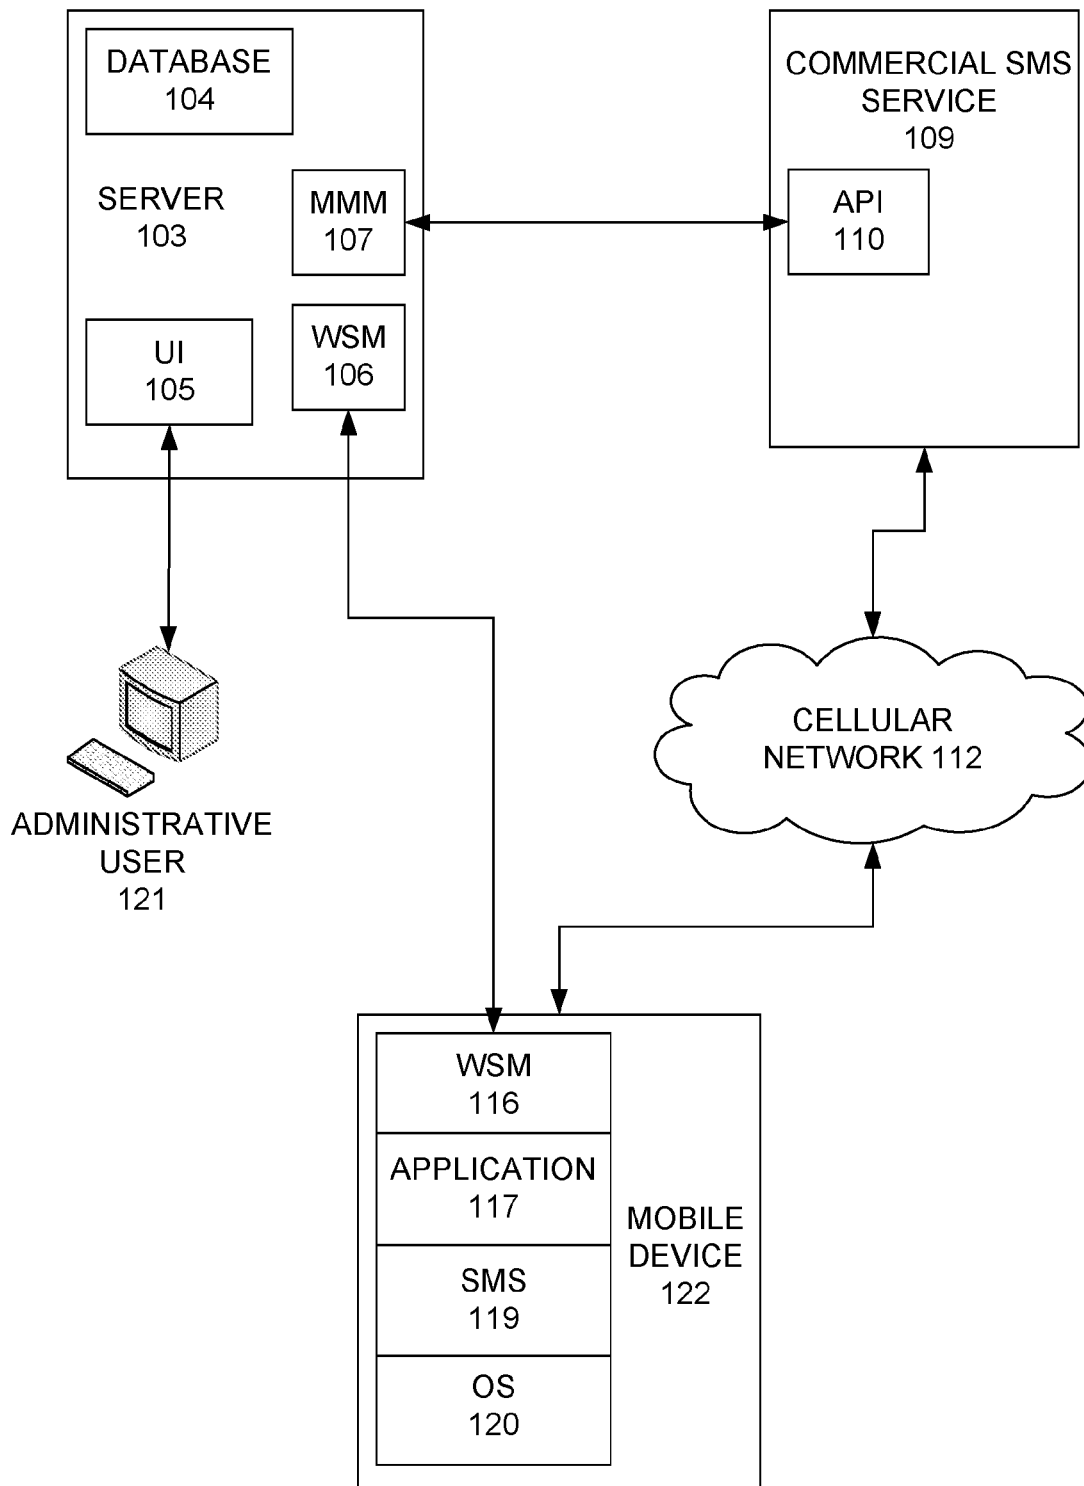 DATABASE
104
SERVER
103
MMM
107
UI
105
WSM
106
COMMERCIAL SMS
SERVICE
109
API
110
ADMINISTRATIVE
USER
121
CELLULAR
NETWORK 112
WSM
116
APPLICATION
117
SMS
119
OS
120
MOBILE
DEVICE
122